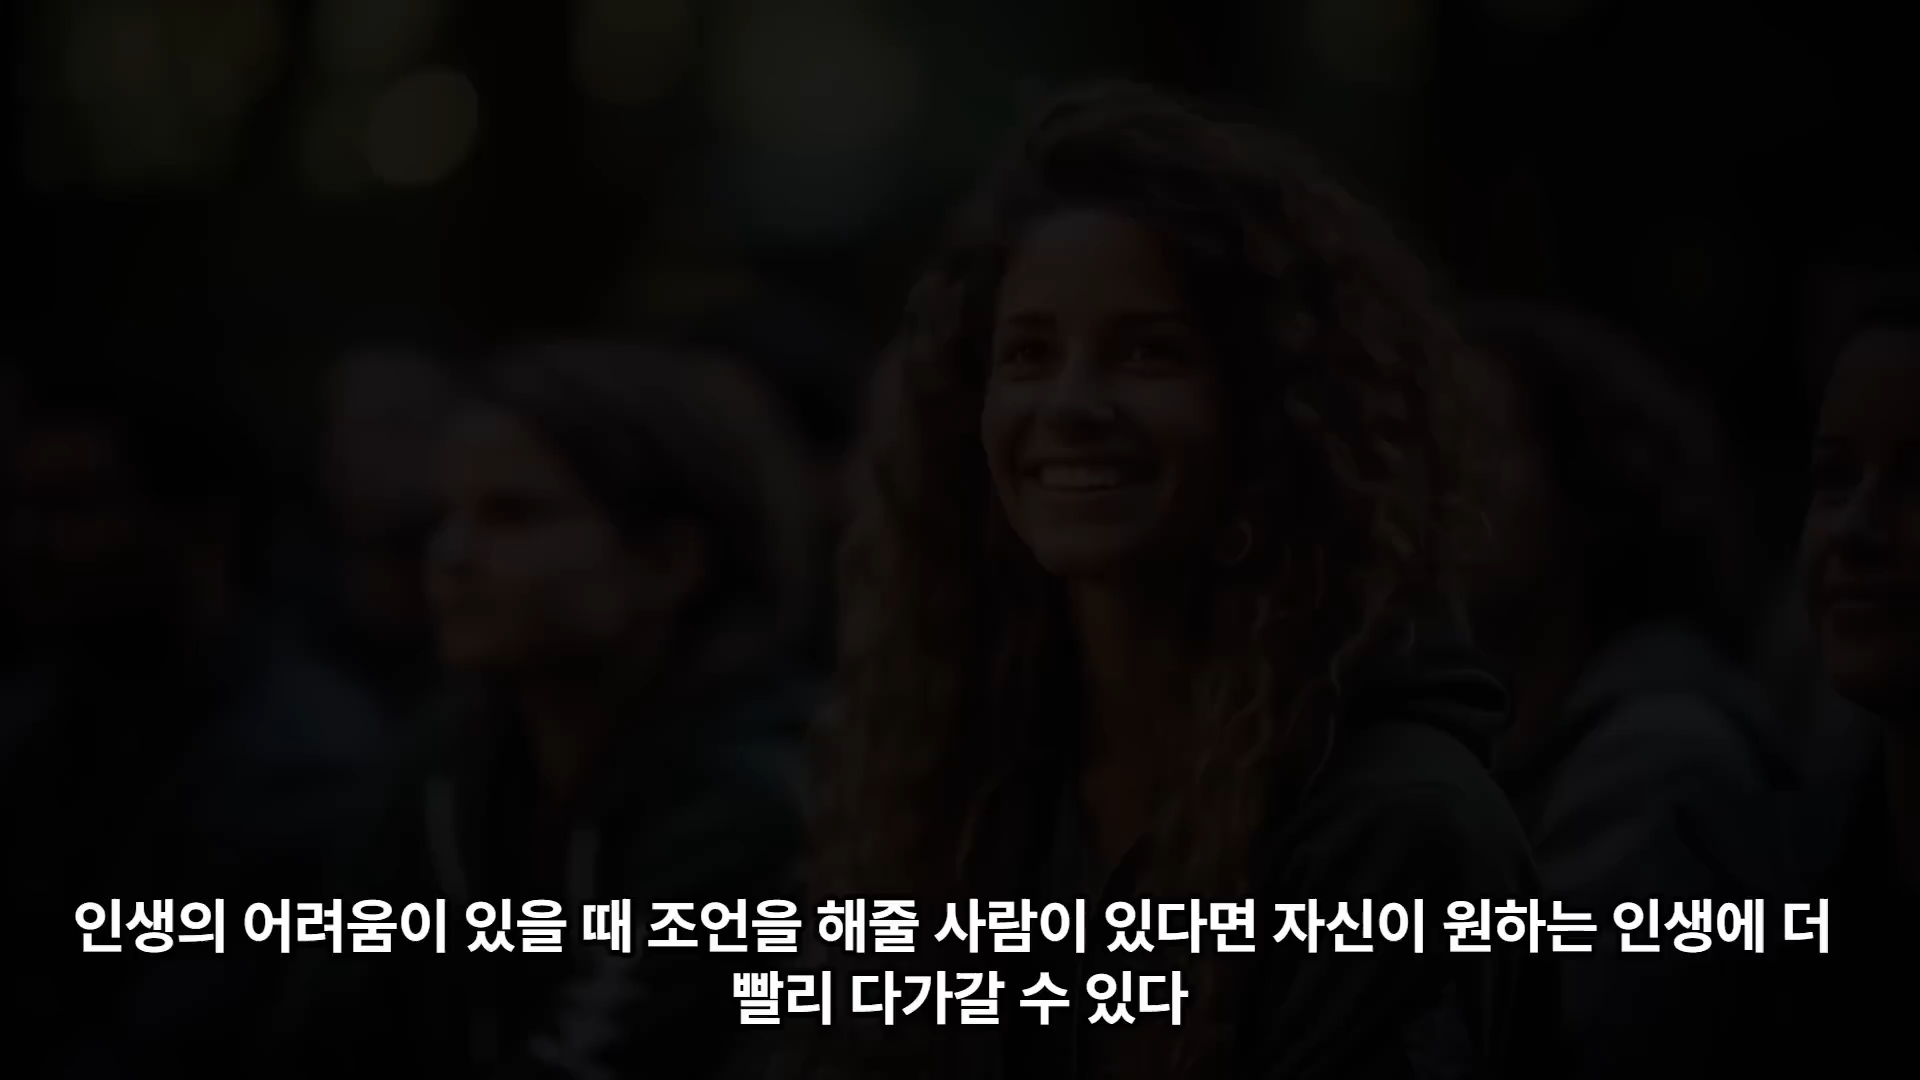 인생의 어려움이 있을 때 조언을 해줄 사람이 있다면 자신이 원하는 인생에 더
빨리 다가갈 수 있다